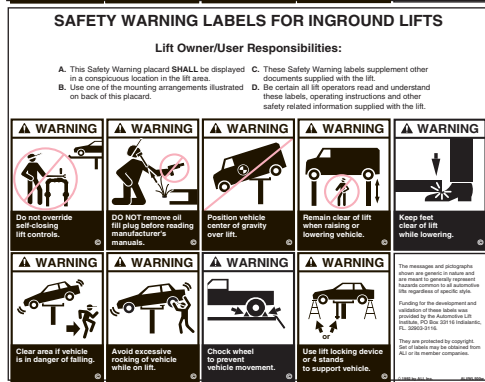 SAFETY WARNING LABELS FOR INGROUND LIFTS
Lift Owner/User Responsibilities:
A. This Safety Warning placard SHALL be displayed
in a conspicuous location in the lift area.
B. Use one of the mounting arrangements illustrated
on back of this placard.
C. These Safety Warning labels supplement other
documents supplied with the lift.
D. Be certain all lift operators read and understand
these labels, operating instructions and other
safety related information supplied with the lift.
WARNING
Do not override
self-closing
lift controls.
©
WARNING
DO NOT remove oil
fill plug before reading
manufacturer's
manuals.
©
WARNING
Position vehicle
center of gravity
over lift.
©
WARNING
Remain clear of lift
when raising or
lowering vehicle.
©
WARNING
Keep feet
clear of lift
while lowering.
©
WARNING
Clear area if vehicle
is in danger of falling.
©
WARNING
Avoid excessive
rocking of vehicle
while on lift.
©
WARNING
Chock wheel
to prevent
vehicle movement.
©
WARNING
or
Use lift locking device
or 4 stands
to support vehicle.
©
The messages and pictographs
shown are generic in nature and
are meant to generally represent
hazards common to all automotive
lifts regardless of specific style.
Funding for the development and
validation of these labels was
provided by the Automotive Lift
Institute, PO Box 33116 Indialantic,
FL. 32903-3116.
They are protected by copyright.
Set of labels may be obtained from
ALI or its member companies.